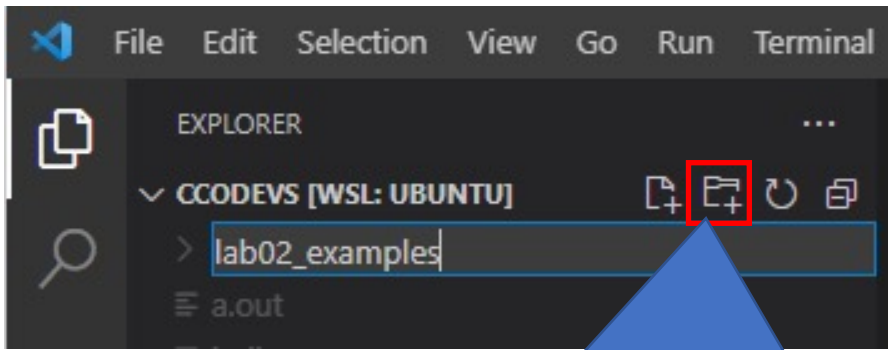 File Edit Selection View Go Run Terminal
EXPLORER
CCODEVS [WSL: UBUNTU]
lab02_examples
a.out